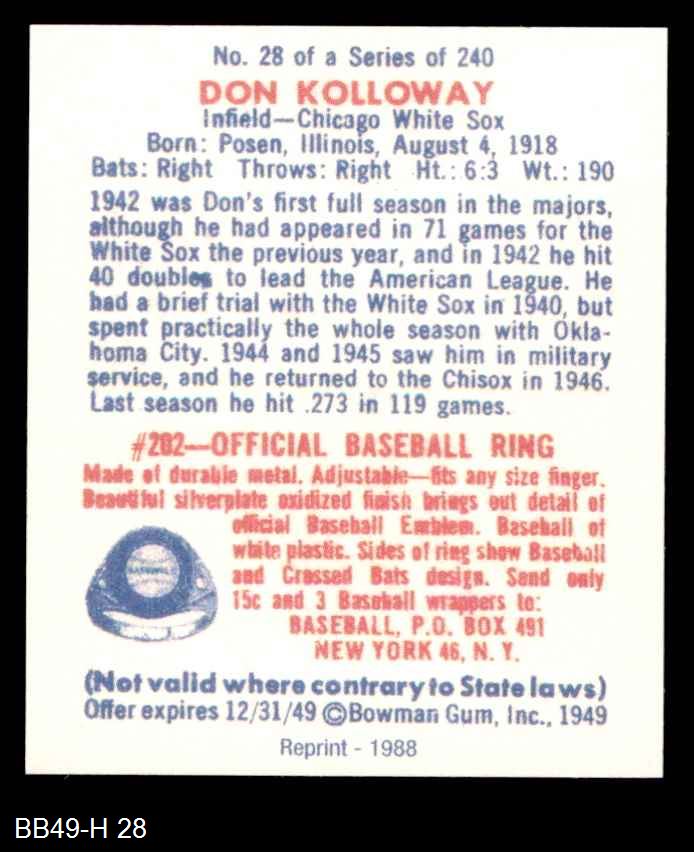 No. 28 of a Series of 240
DON KOLLOWAY
Infield—Chicago White Sox
Born: Posen, Illinois, August 4, 1918
Bats: Right Throws: Right Ht.: 6:3 Wt.: 190
1942 was Don's first full season in the majors,
although he had appeared in 71 games for the
White Sox the previous year, and in 1942 he hit
40 doubles to lead the American League. He
had a brief trial with the White Sox in 1940, but
spent practically the whole season with Okla-
homa City. 1944 and 1945 saw him in military
service, and he returned to the Chisox in 1946.
Last season he hit .273 in 119 games.
#202—OFFICIAL BASEBALL RING
Made of durable metal. Adjustable—fits any size finger.
Beautiful silverplate oxidized finish brings out detail of
official Baseball Emblem. Baseball of
white plastic. Sides of ring show Baseball
and Crossed Bats design. Send only
15c and 3 Baseball wrappers to:
BASEBALL, P.O. BOX 491
NEW YORK 46, N. Y.
(Not valid where contrary to State laws)
Offer expires 12/31/49 ©Bowman Gum, Inc., 1949
Reprint - 1988
BB49-H 28